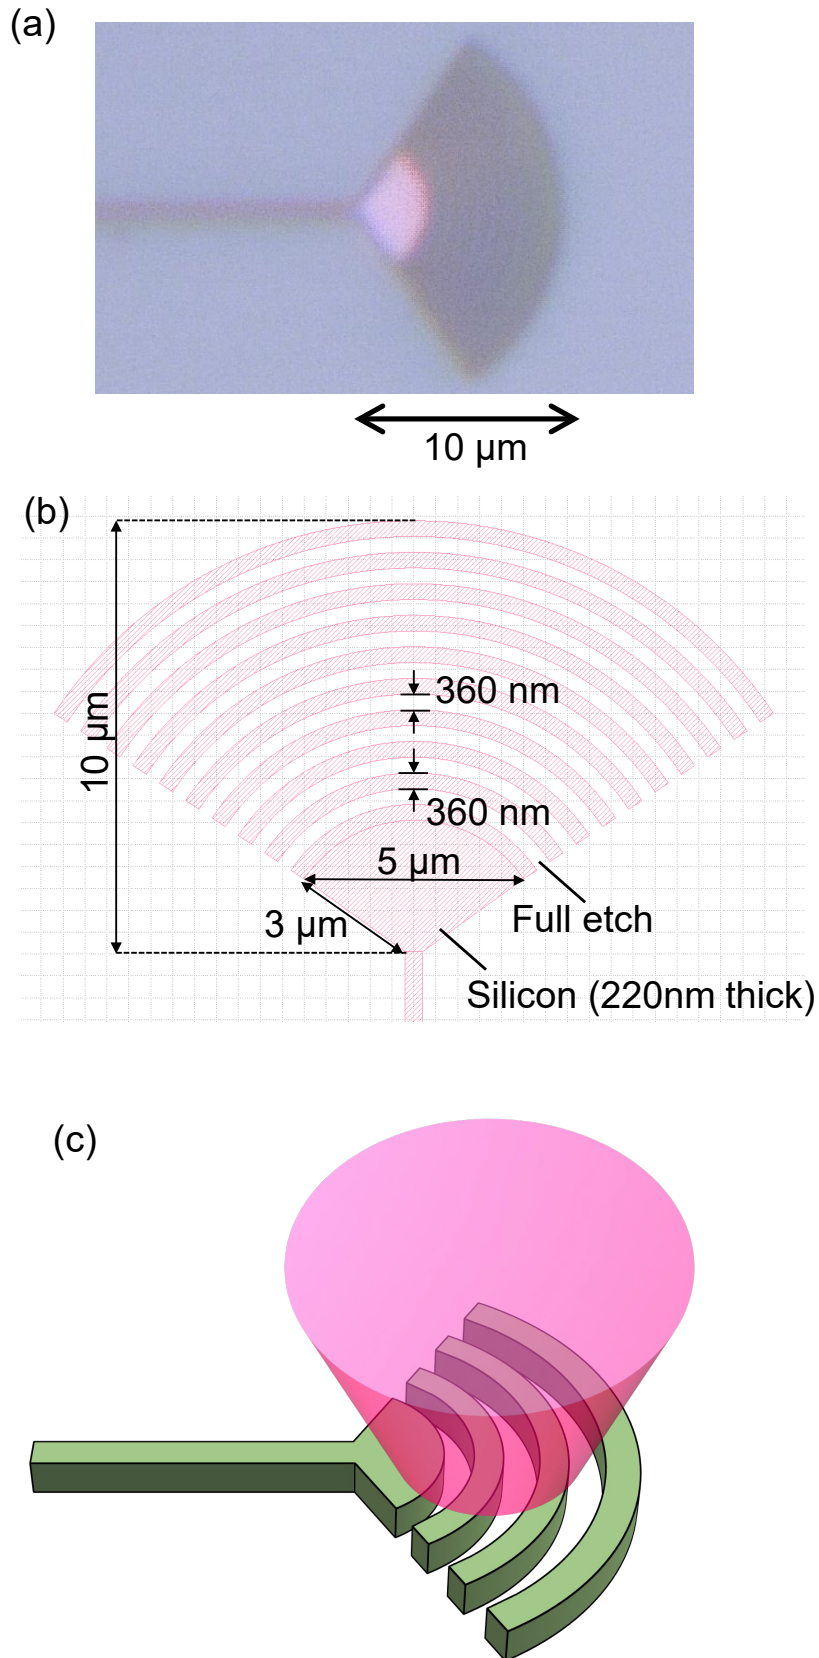 (a)
10 μm
(b)
360 nm
10 μm
360 nm
5 μm
3 μm
Full etch
Silicon (220nm thick)
(c)